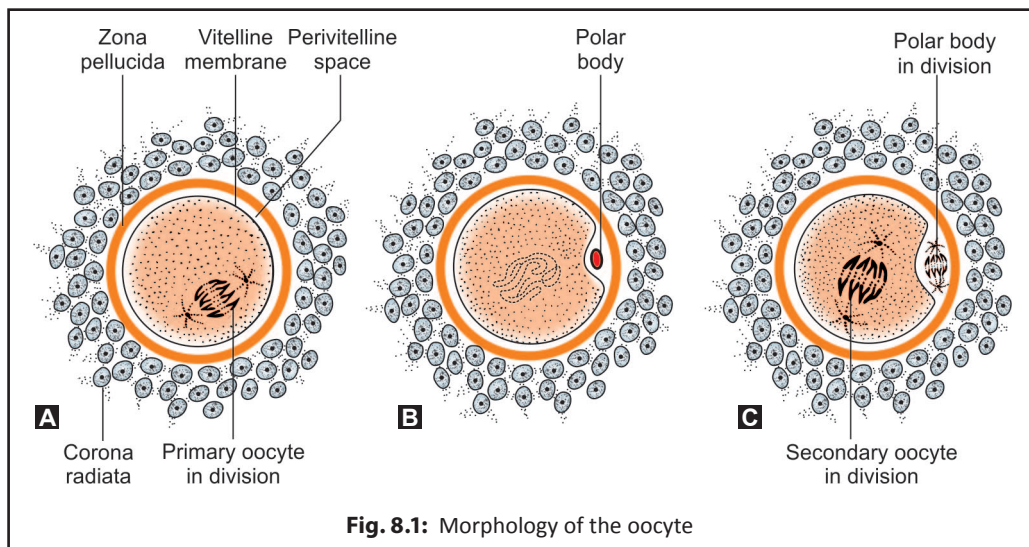 Zona
pellucida
Vitelline
membrane
Perivitelline
space
Polar
body
Polar body
in division
A
B
C
Corona
radiata
Primary oocyte
in division
Secondary oocyte
in division
Fig. 8.1: Morphology of the oocyte